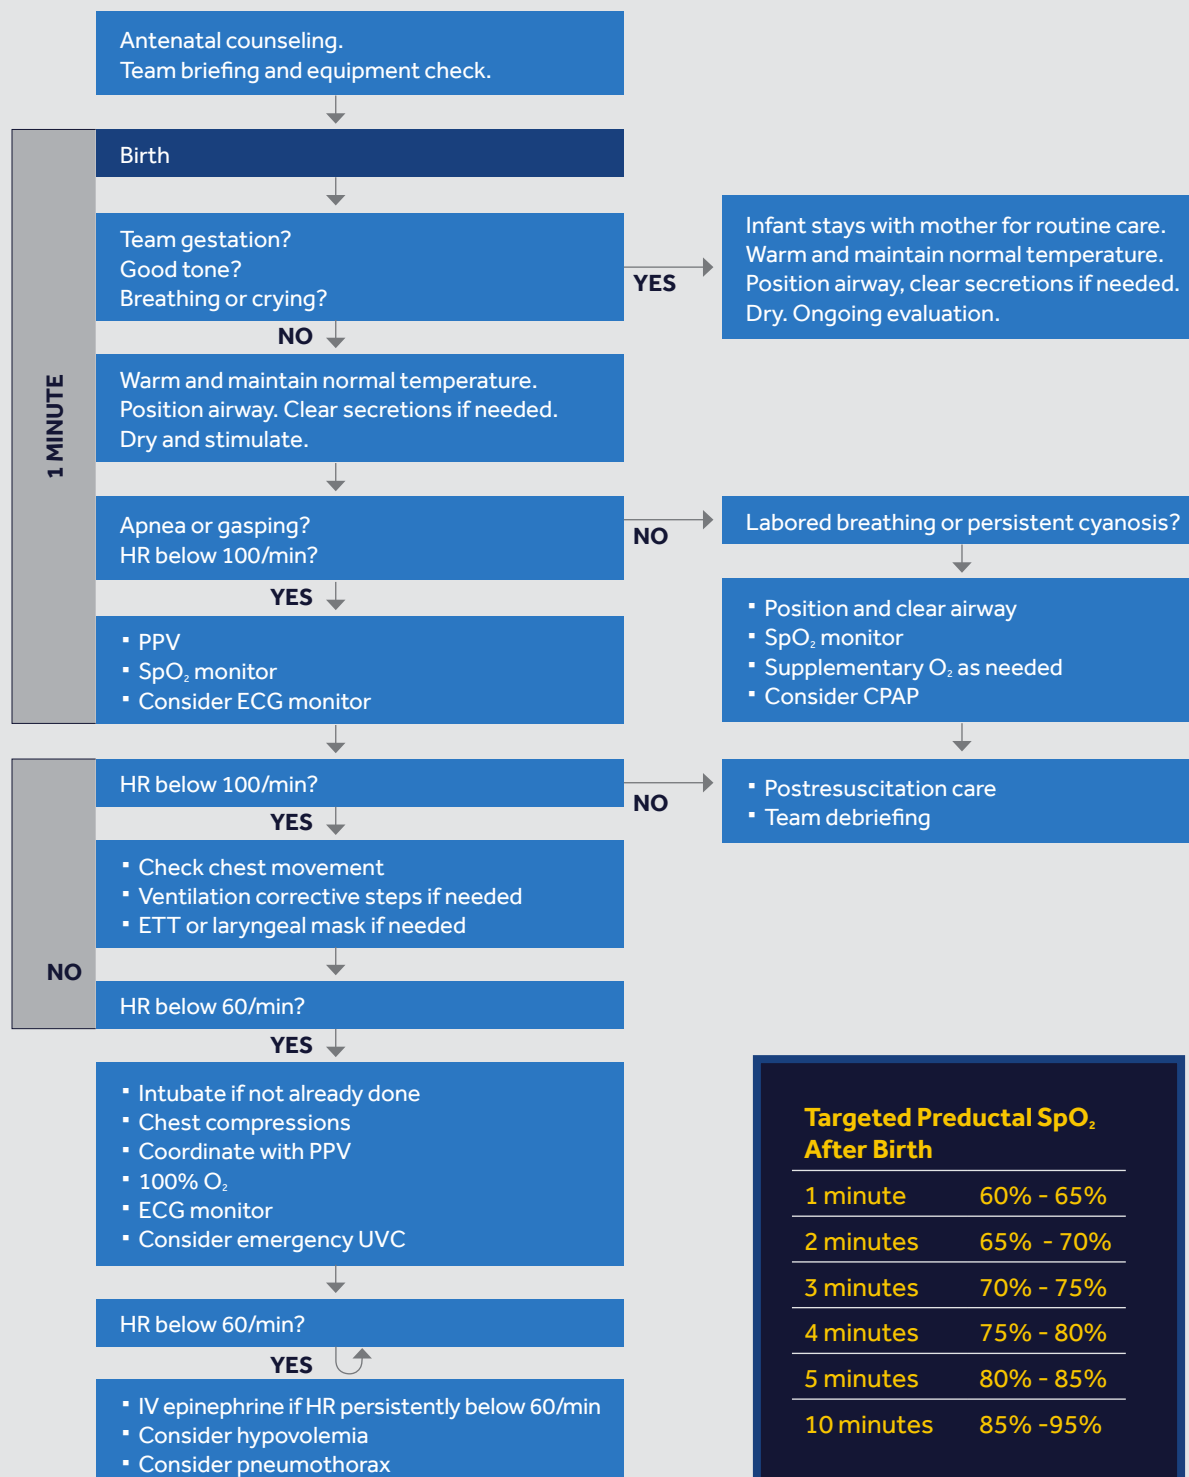 Antenatal counseling.
Team briefing and equipment check.
Birth
Team gestation?
Good tone?
Breathing or crying?
YES
Infant stays with mother for routine care.
Warm and maintain normal temperature.
Position airway, clear secretions if needed.
Dry. Ongoing evaluation.
NO
1 MINUTE
Warm and maintain normal temperature.
Position airway. Clear secretions if needed.
Dry and stimulate.
Apnea or gasping?
HR below 100/min?
NO
Labored breathing or persistent cyanosis?
YES
▪ PPV
▪ SpO₂ monitor
▪ Consider ECG monitor
▪ Position and clear airway
▪ SpO₂ monitor
▪ Supplementary O₂ as needed
▪ Consider CPAP
HR below 100/min?
NO
▪ Postresuscitation care
▪ Team debriefing
YES
▪ Check chest movement
▪ Ventilation corrective steps if needed
▪ ETT or laryngeal mask if needed
NO
HR below 60/min?
YES
▪ Intubate if not already done
▪ Chest compressions
▪ Coordinate with PPV
▪ 100% O₂
▪ ECG monitor
▪ Consider emergency UVC
HR below 60/min?
YES
▪ IV epinephrine if HR persistently below 60/min
▪ Consider hypovolemia
▪ Consider pneumothorax
Targeted Preductal SpO₂
After Birth
1 minute 60% - 65%
2 minutes 65% - 70%
3 minutes 70% - 75%
4 minutes 75% - 80%
5 minutes 80% - 85%
10 minutes 85% -95%